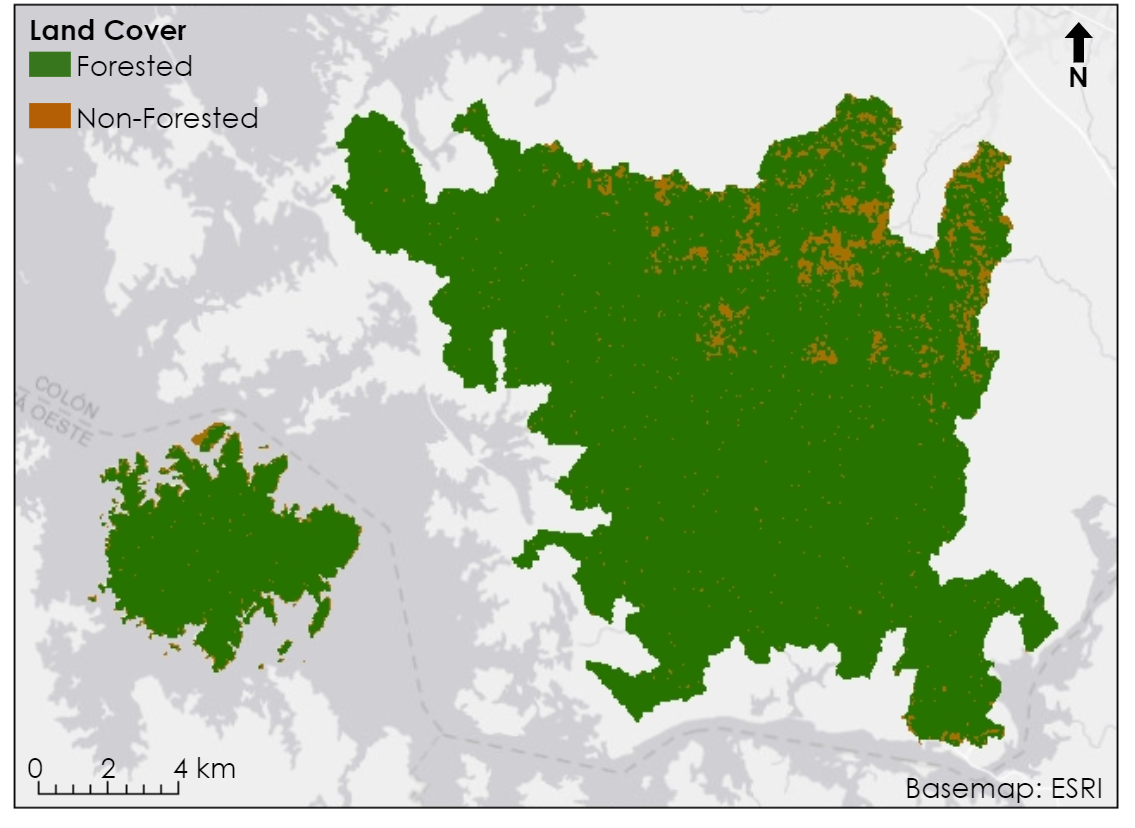 Land Cover
Forested
Non-Forested
N
COLÓN
Á OESTE
0 2 4 km
Basemap: ESRI